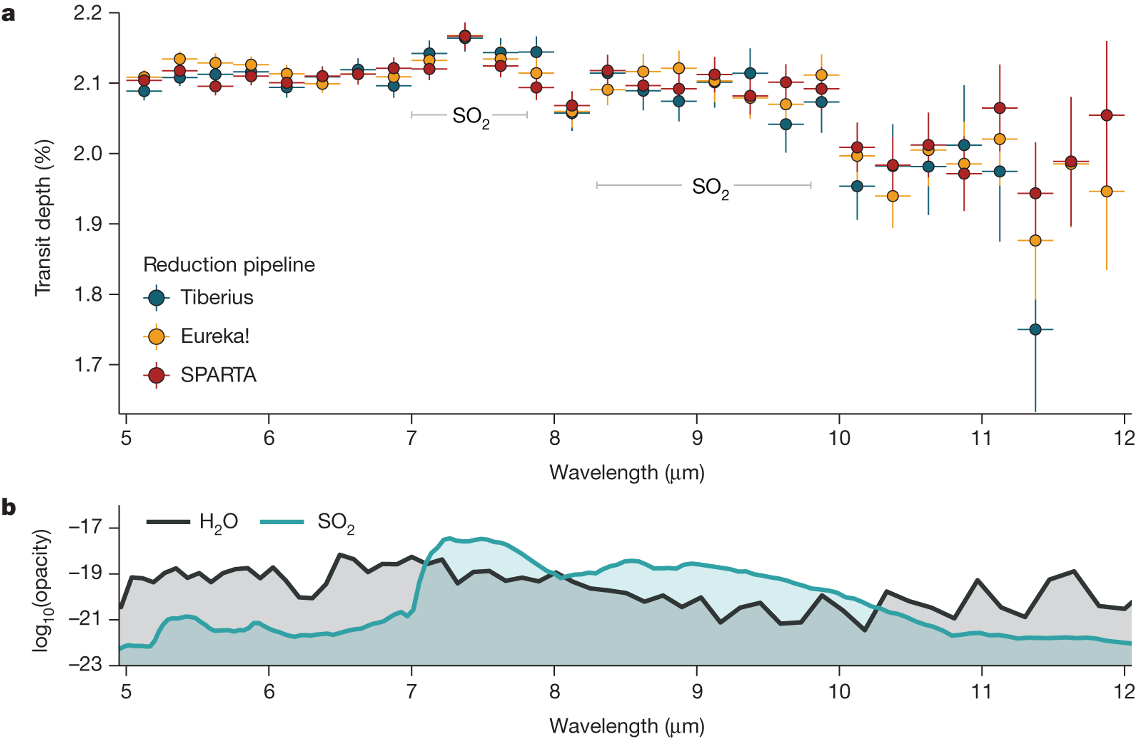 a
2.2
2.1
2.0
1.9
1.8
1.7
Transit depth (%)
SO₂
SO₂
Reduction pipeline
Tiberius
Eureka!
SPARTA
5 6 7 8 9 10 11 12
Wavelength (μm)
b
H₂O SO₂
–17
–19
–21
–23
log₁₀(opacity)
5 6 7 8 9 10 11 12
Wavelength (μm)